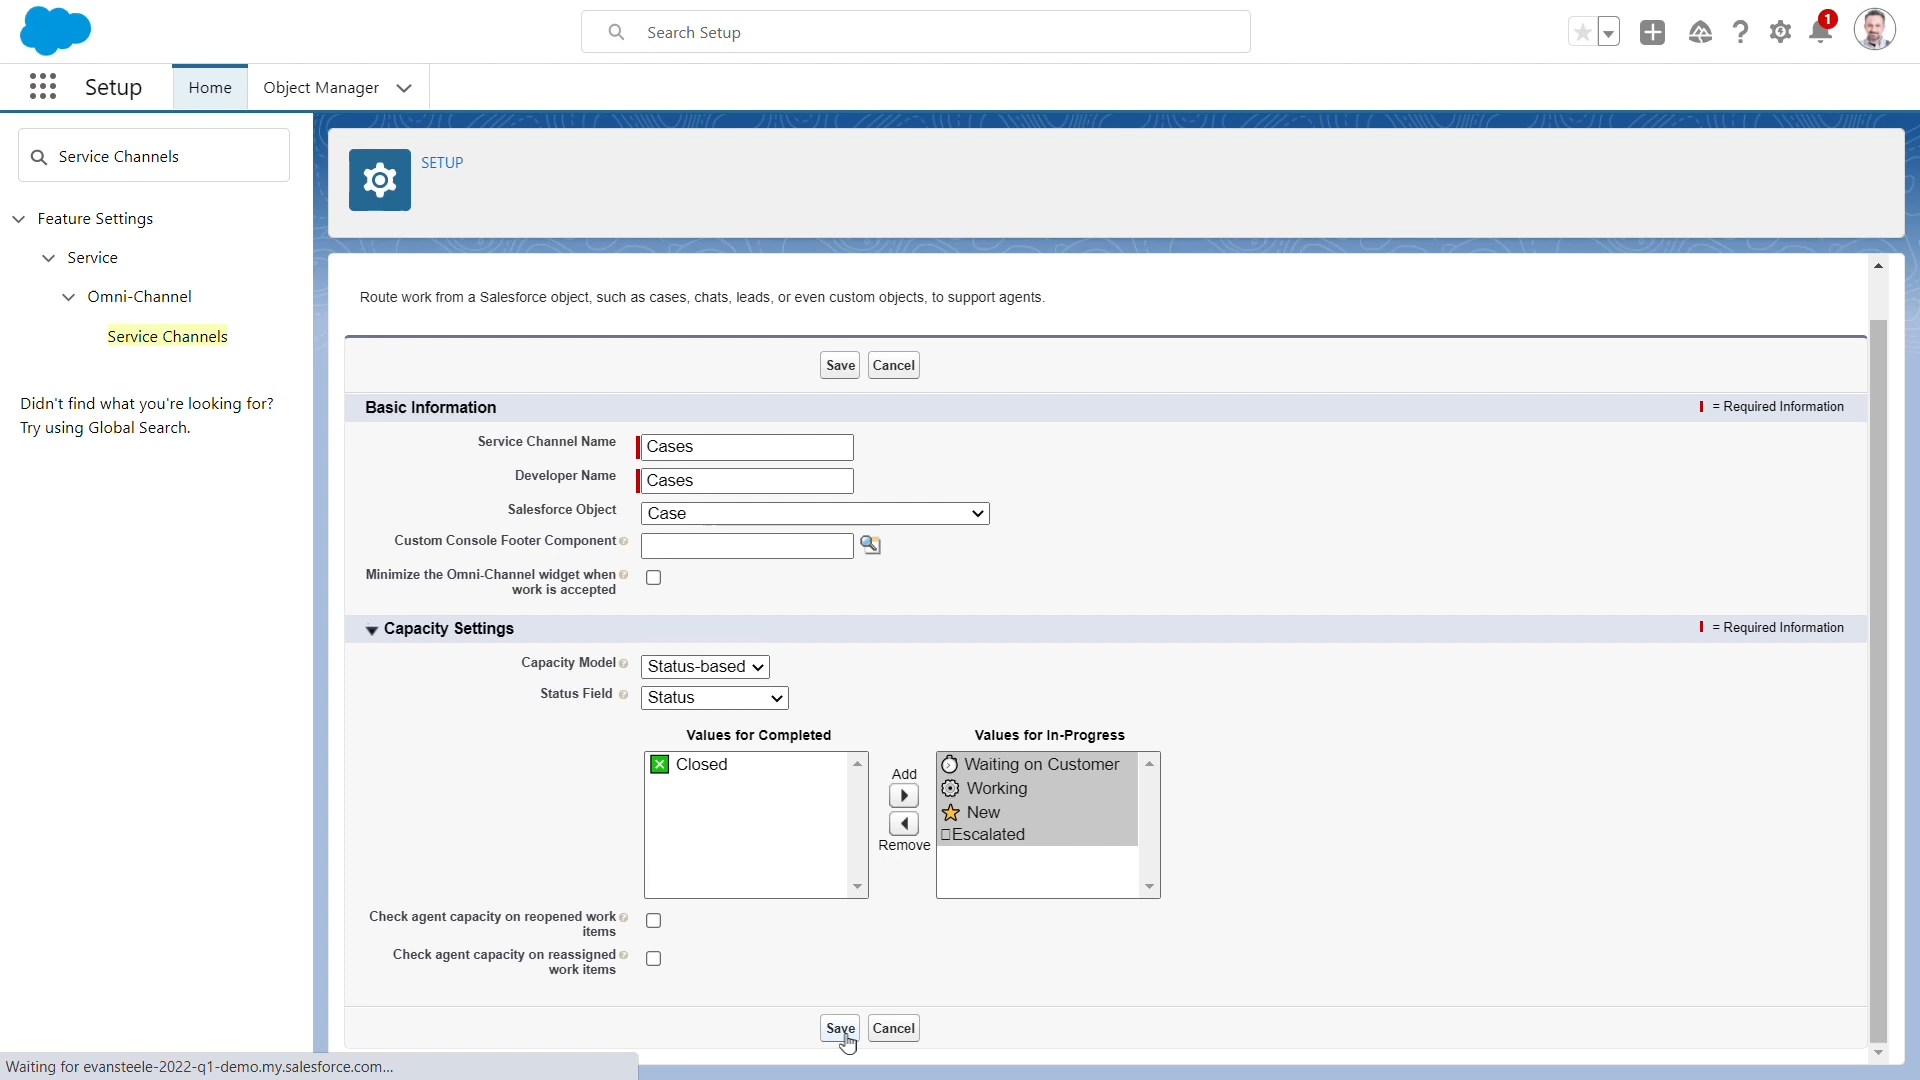 Search Setup
1
Setup
Home
Object Manager
Service Channels
Feature Settings
Service
Omni-Channel
Service Channels
Didn't find what you're looking for?
Try using Global Search.
SETUP
Route work from a Salesforce object, such as cases, chats, leads, or even custom objects, to support agents.
Save Cancel
Basic Information
= Required Information
Service Channel Name Cases
Developer Name Cases
Salesforce Object Case
Custom Console Footer Component
Minimize the Omni-Channel widget when
work is accepted
Capacity Settings
= Required Information
Capacity Model Status-based
Status Field Status
Values for Completed
Closed
Add
Remove
Values for In-Progress
Waiting on Customer
Working
New
Escalated
Check agent capacity on reopened work
items
Check agent capacity on reassigned
work items
Save Cancel
Waiting for evansteele-2022-q1-demo.my.salesforce.com...